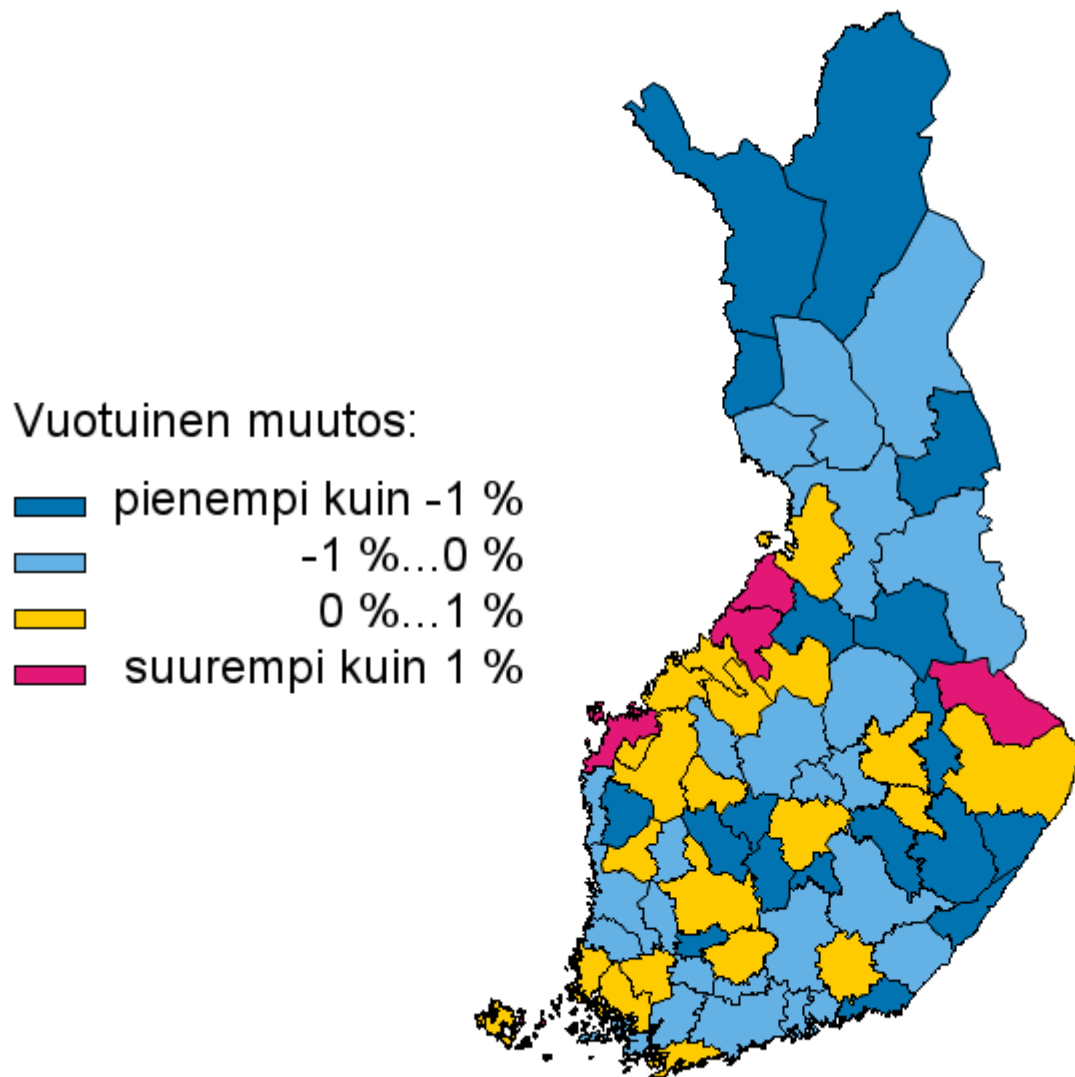 Vuotuinen muutos:
pienempi kuin -1 %
-1 %...0 %
0 %...1 %
suurempi kuin 1 %